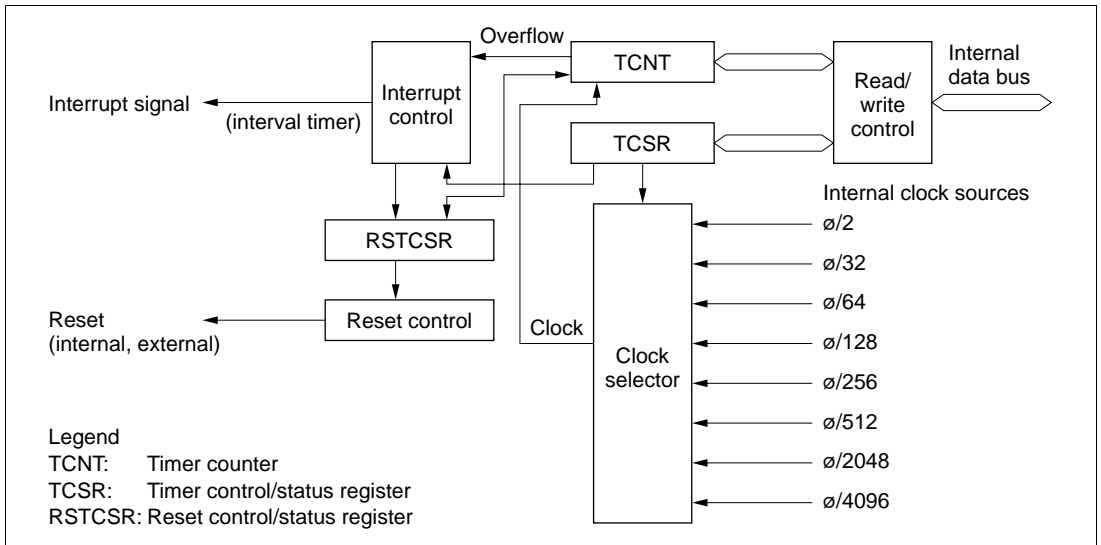 Overflow
TCNT
Internal
data bus
Read/
write
control
Interrupt
control
Interrupt signal
(interval timer)
TCSR
Internal clock sources
ø/2
RSTCSR
ø/32
ø/64
Reset
(internal, external)
Reset control
Clock
ø/128
Clock
selector
ø/256
ø/512
ø/2048
ø/4096
Legend
TCNT: Timer counter
TCSR: Timer control/status register
RSTCSR: Reset control/status register